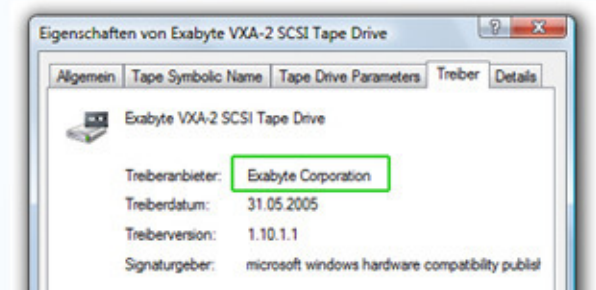 Eigenschaften von Exabyte VXA-2 SCSI Tape Drive
Allgemein Tape Symbolic Name Tape Drive Parameters Treiber Details
Exabyte VXA-2 SCSI Tape Drive
Treiberanbieter: Exabyte Corporation
Treiberdatum: 31.05.2005
Treiberversion: 1.10.1.1
Signaturgeber: microsoft windows hardware compatibility publish